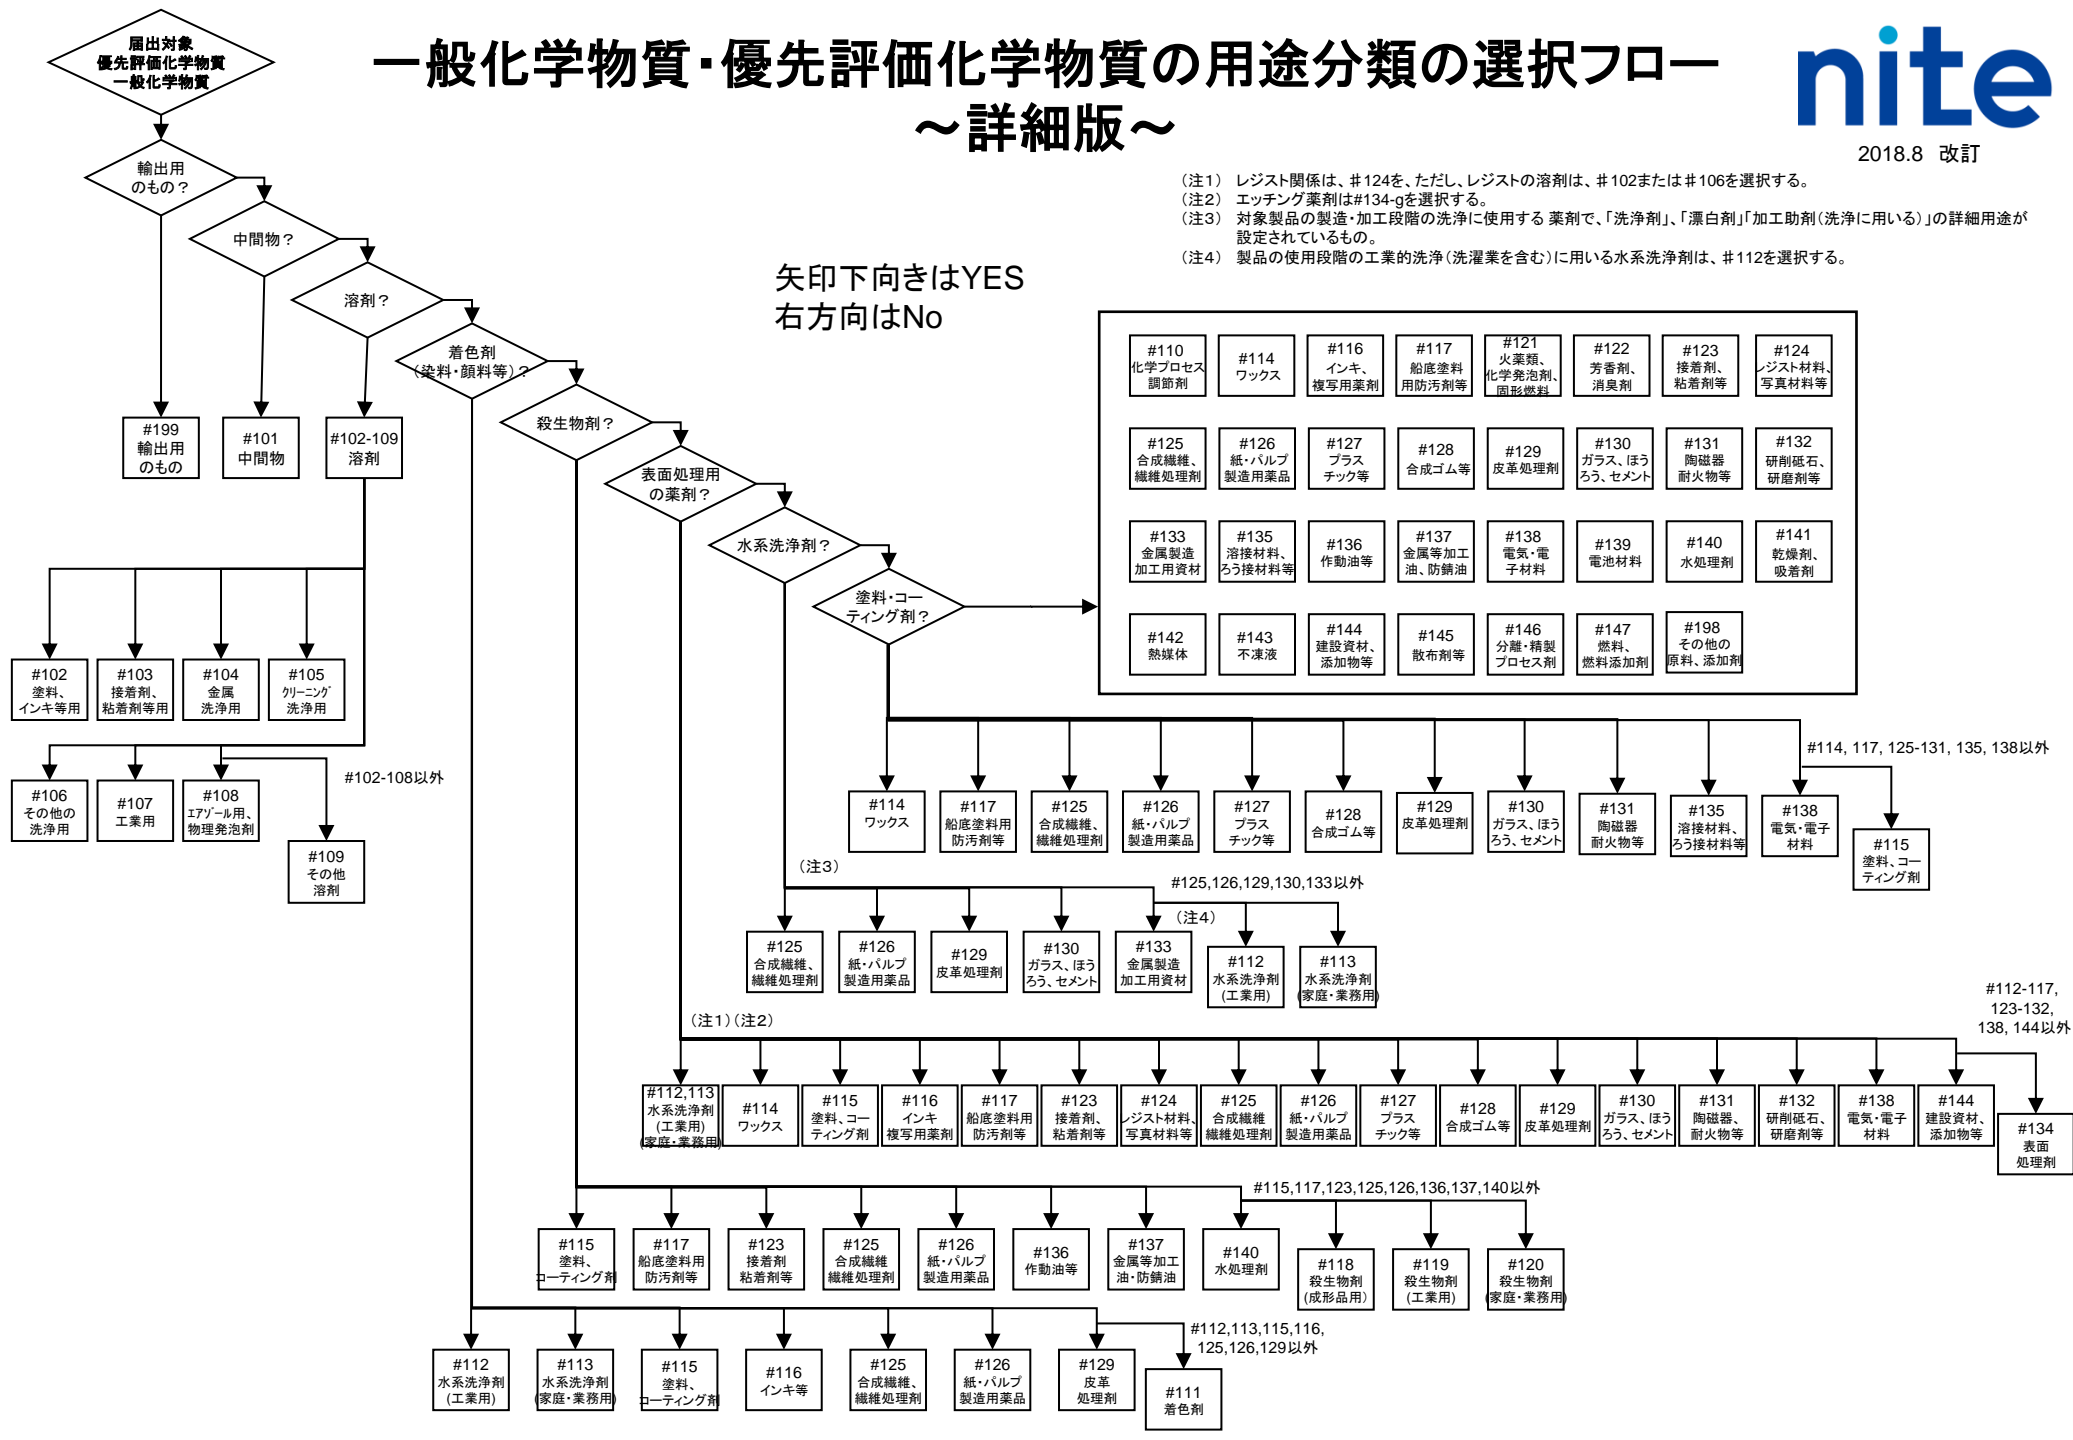 一般化学物質・優先評価化学物質の用途分類の選択フロー
～詳細版～
nite
2018.8 改訂
届出対象
優先評価化学物質
一般化学物質
輸出用
のもの？
中間物？
溶剤？
着色剤
(染料・顔料等)？
殺生物剤？
表面処理用
の薬剤？
水系洗浄剤？
塗料・コー
ティング剤？
（注1） レジスト関係は、＃124を、ただし、レジストの溶剤は、＃102または＃106を選択する。
（注2） エッチング薬剤は#134-gを選択する。
（注3） 対象製品の製造・加工段階の洗浄に使用する 薬剤で、「洗浄剤」、「漂白剤」「加工助剤（洗浄に用いる）」の詳細用途が
設定されているもの。
（注4） 製品の使用段階の工業的洗浄（洗濯業を含む）に用いる水系洗浄剤は、＃112を選択する。
矢印下向きはYES
右方向はNo
#199
輸出用
のもの
#101
中間物
#102-109
溶剤
#110
化学プロセス
調節剤
#114
ワックス
#116
インキ、
複写用薬剤
#117
船底塗料
用防汚剤等
#121
火薬類、
化学発泡剤、
固形燃料
#122
芳香剤、
消臭剤
#123
接着剤、
粘着剤等
#124
レジスト材料、
写真材料等
#125
合成繊維、
繊維処理剤
#126
紙・パルプ
製造用薬品
#127
プラス
チック等
#128
合成ゴム等
#129
皮革処理剤
#130
ガラス、ほう
ろう、セメント
#131
陶磁器
耐火物等
#132
研削砥石、
研磨剤等
#133
金属製造
加工用資材
#135
溶接材料、
ろう接材料等
#136
作動油等
#137
金属等加工
油、防錆油
#138
電気・電
子材料
#139
電池材料
#140
水処理剤
#141
乾燥剤、
吸着剤
#142
熱媒体
#143
不凍液
#144
建設資材、
添加物等
#145
散布剤等
#146
分離・精製
プロセス剤
#147
燃料、
燃料添加剤
#198
その他の
原料、添加剤
#102
塗料、
インキ等用
#103
接着剤、
粘着剤等用
#104
金属
洗浄用
#105
ｸﾘｰﾆﾝｸﾞ
洗浄用
#106
その他の
洗浄用
#107
工業用
#108
ｴｱｿﾞｰﾙ用、
物理発泡剤
#102-108以外
#109
その他
溶剤
#114, 117, 125-131, 135, 138以外
#114
ワックス
#117
船底塗料用
防汚剤等
#125
合成繊維、
繊維処理剤
#126
紙・パルプ
製造用薬品
#127
プラス
チック等
#128
合成ゴム等
#129
皮革処理剤
#130
ガラス、ほう
ろう、セメント
#131
陶磁器
耐火物等
#135
溶接材料、
ろう接材料等
#138
電気・電子
材料
#115
塗料、コー
ティング剤
（注3）
#125,126,129,130,133以外
（注4）
#125
合成繊維、
繊維処理剤
#126
紙・パルプ
製造用薬品
#129
皮革処理剤
#130
ガラス、ほう
ろう、セメント
#133
金属製造
加工用資材
#112
水系洗浄剤
(工業用)
#113
水系洗浄剤
(家庭・業務用)
（注1）（注2）
#112-117,
123-132,
138, 144以外
#112,113
水系洗浄剤
(工業用)
(家庭・業務用)
#114
ワックス
#115
塗料、コー
ティング剤
#116
インキ
複写用薬剤
#117
船底塗料用
防汚剤等
#123
接着剤、
粘着剤等
#124
レジスト材料、
写真材料等
#125
合成繊維
繊維処理剤
#126
紙・パルプ
製造用薬品
#127
プラス
チック等
#128
合成ゴム等
#129
皮革処理剤
#130
ガラス、ほう
ろう、セメント
#131
陶磁器、
耐火物等
#132
研削砥石、
研磨剤等
#138
電気・電子
材料
#144
建設資材、
添加物等
#134
表面
処理剤
#115,117,123,125,126,136,137,140以外
#115
塗料、
コーティング剤
#117
船底塗料用
防汚剤等
#123
接着剤
粘着剤等
#125
合成繊維
繊維処理剤
#126
紙・パルプ
製造用薬品
#136
作動油等
#137
金属等加工
油・防錆油
#140
水処理剤
#118
殺生物剤
(成形品用)
#119
殺生物剤
(工業用)
#120
殺生物剤
(家庭・業務用)
#112,113,115,116,
125,126,129以外
#112
水系洗浄剤
(工業用)
#113
水系洗浄剤
(家庭・業務用)
#115
塗料、
コーティング剤
#116
インキ等
#125
合成繊維、
繊維処理剤
#126
紙・パルプ
製造用薬品
#129
皮革
処理剤
#111
着色剤